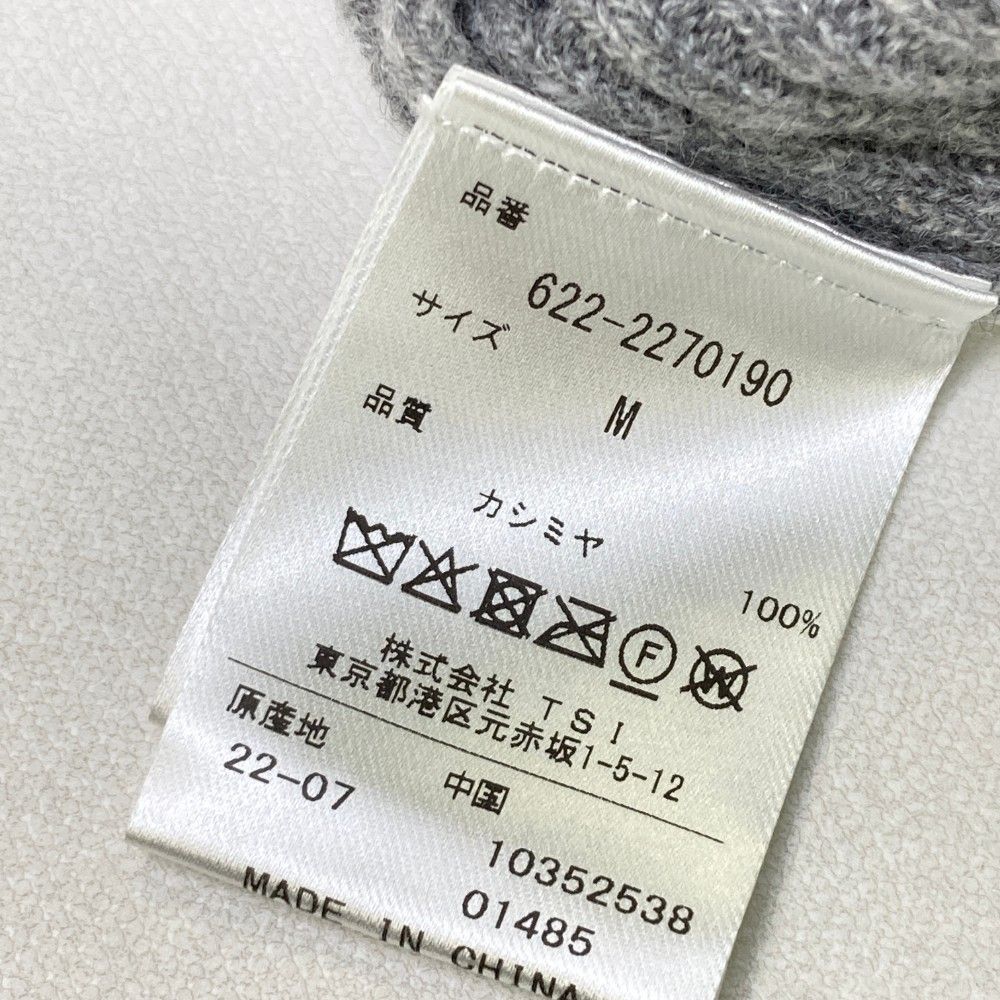 品番
622-2270190
サイズ
M
品質
カシミヤ
100%
F
W
株式会社 TSI
東京都港区元赤坂1-5-12
原産地
中国
22-07
10352538
01485
MADE IN CHINA